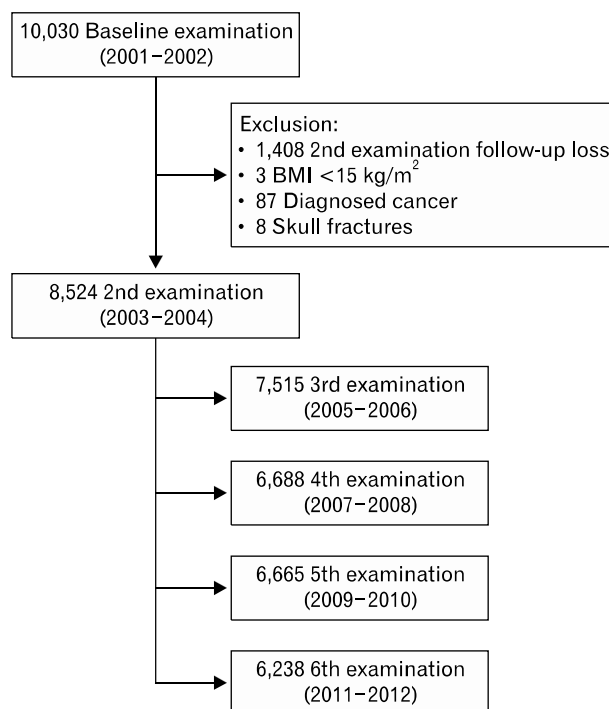 10,030 Baseline examination
(2001–2002)
Exclusion:
• 1,408 2nd examination follow-up loss
• 3 BMI <15 kg/m²
• 87 Diagnosed cancer
• 8 Skull fractures
8,524 2nd examination
(2003–2004)
7,515 3rd examination
(2005–2006)
6,688 4th examination
(2007–2008)
6,665 5th examination
(2009–2010)
6,238 6th examination
(2011–2012)